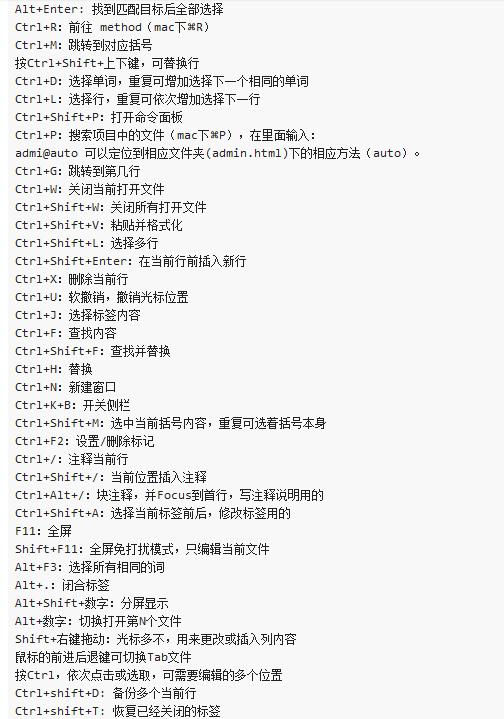 Alt+Enter: 找到匹配目标后全部选择
Ctrl+R: 前往 method（mac下⌘R）
Ctrl+M: 跳转到对应括号
按Ctrl+Shift+上下键，可替换行
Ctrl+D: 选择单词，重复可增加选择下一个相同的单词
Ctrl+L: 选择行，重复可依次增加选择下一行
Ctrl+Shift+P: 打开命令面板
Ctrl+P: 搜索项目中的文件（mac下⌘P），在里面输入:
admi@auto 可以定位到相应文件夹(admin.html)下的相应方法（auto）。
Ctrl+G: 跳转到第几行
Ctrl+W: 关闭当前打开文件
Ctrl+Shift+W: 关闭所有打开文件
Ctrl+Shift+V: 粘贴并格式化
Ctrl+Shift+L: 选择多行
Ctrl+Shift+Enter: 在当前行前插入新行
Ctrl+X: 删除当前行
Ctrl+U: 软撤销，撤销光标位置
Ctrl+J: 选择标签内容
Ctrl+F: 查找内容
Ctrl+Shift+F: 查找并替换
Ctrl+H: 替换
Ctrl+N: 新建窗口
Ctrl+K+B: 开关侧栏
Ctrl+Shift+M: 选中当前括号内容，重复可选着括号本身
Ctrl+F2: 设置/删除标记
Ctrl+/: 注释当前行
Ctrl+Shift+/: 当前位置插入注释
Ctrl+Alt+/: 块注释，并Focus到首行，写注释说明用的
Ctrl+Shift+A: 选择当前标签前后，修改标签用的
F11: 全屏
Shift+F11: 全屏免打扰模式，只编辑当前文件
Alt+F3: 选择所有相同的词
Alt+.: 闭合标签
Alt+Shift+数字: 分屏显示
Alt+数字: 切换打开第N个文件
Shift+右键拖动: 光标多不，用来更改或插入列内容
鼠标的前进后退键可切换Tab文件
按Ctrl，依次点击或选取，可需要编辑的多个位置
Ctrl+shift+D: 备份多个当前行
Ctrl+shift+T: 恢复已经关闭的标签